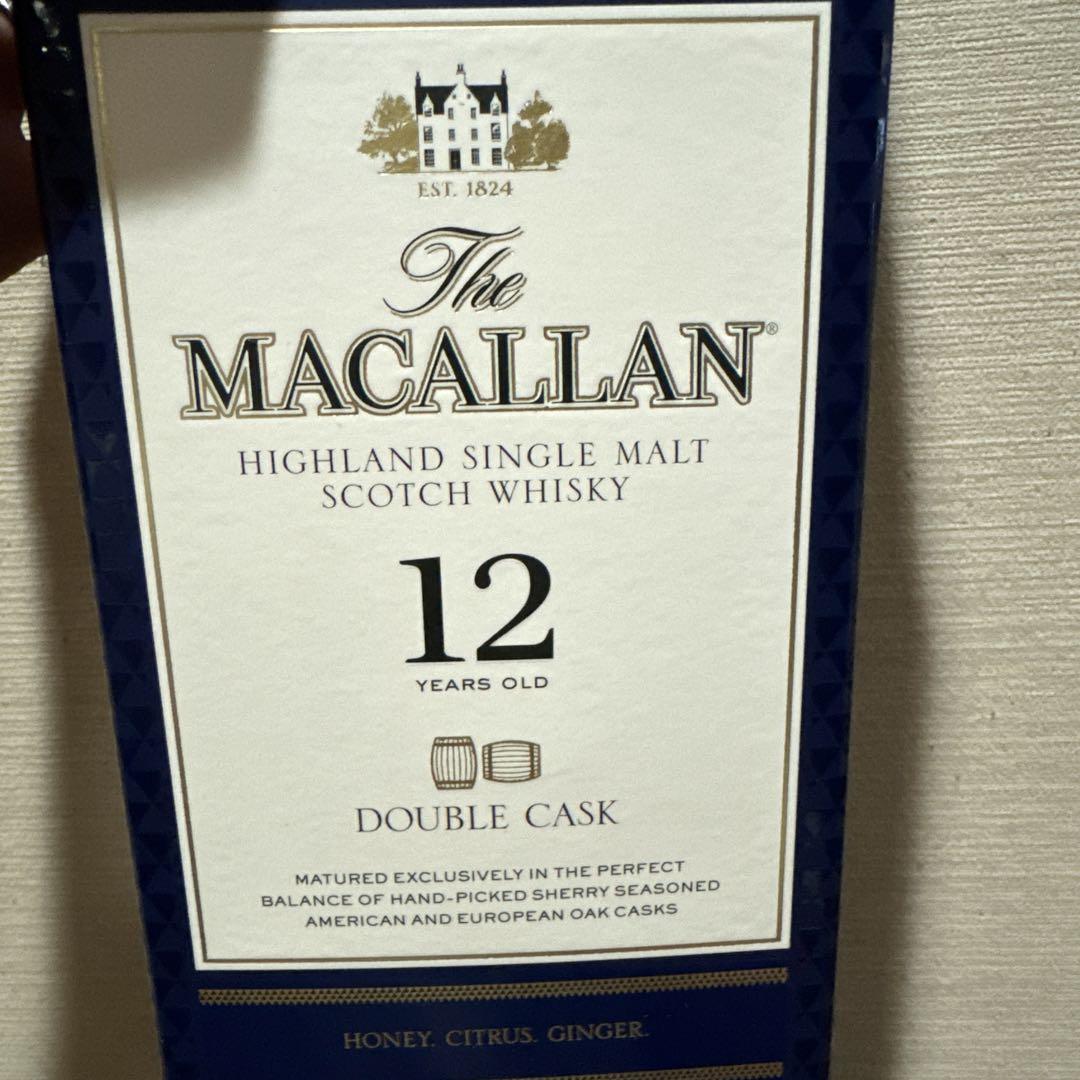 EST. 1824
The
MACALLAN®
HIGHLAND SINGLE MALT
SCOTCH WHISKY
12
YEARS OLD
DOUBLE CASK
MATURED EXCLUSIVELY IN THE PERFECT
BALANCE OF HAND-PICKED SHERRY SEASONED
AMERICAN AND EUROPEAN OAK CASKS
HONEY. CITRUS. GINGER.